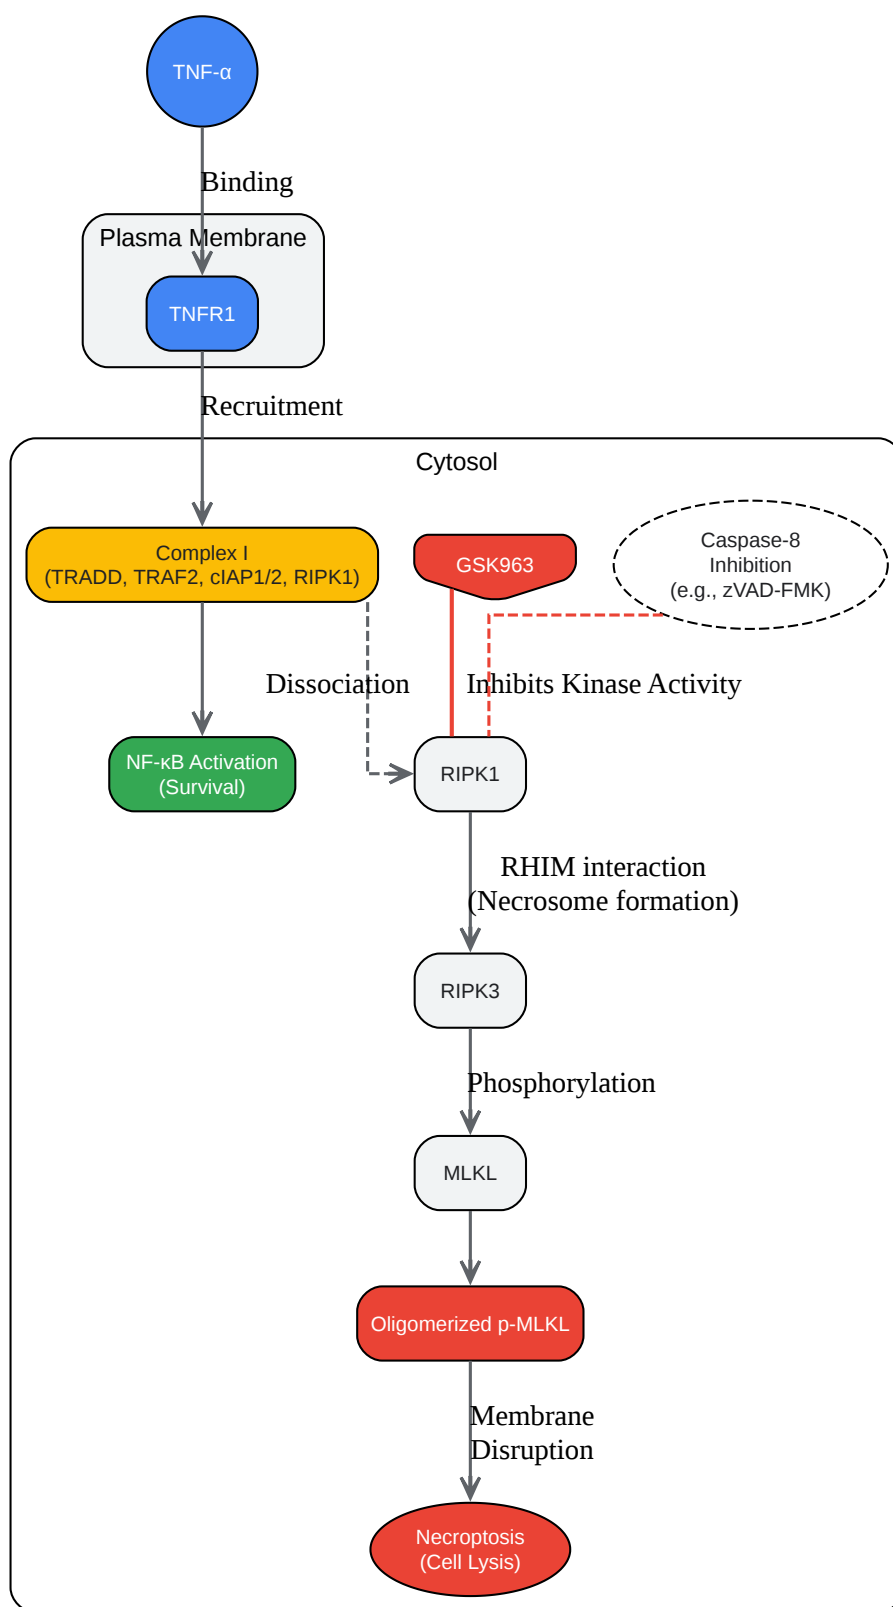 TNF-α
Binding
Plasma Membrane
TNFR1
Recruitment
Cytosol
Complex I
(TRADD, TRAF2, cIAP1/2, RIPK1)
GSK963
Caspase-8
Inhibition
(e.g., zVAD-FMK)
Dissociation
Inhibits Kinase Activity
NF-κB Activation
(Survival)
RIPK1
RHIM interaction
(Necrosome formation)
RIPK3
Phosphorylation
MLKL
Oligomerized p-MLKL
Membrane
Disruption
Necroptosis
(Cell Lysis)